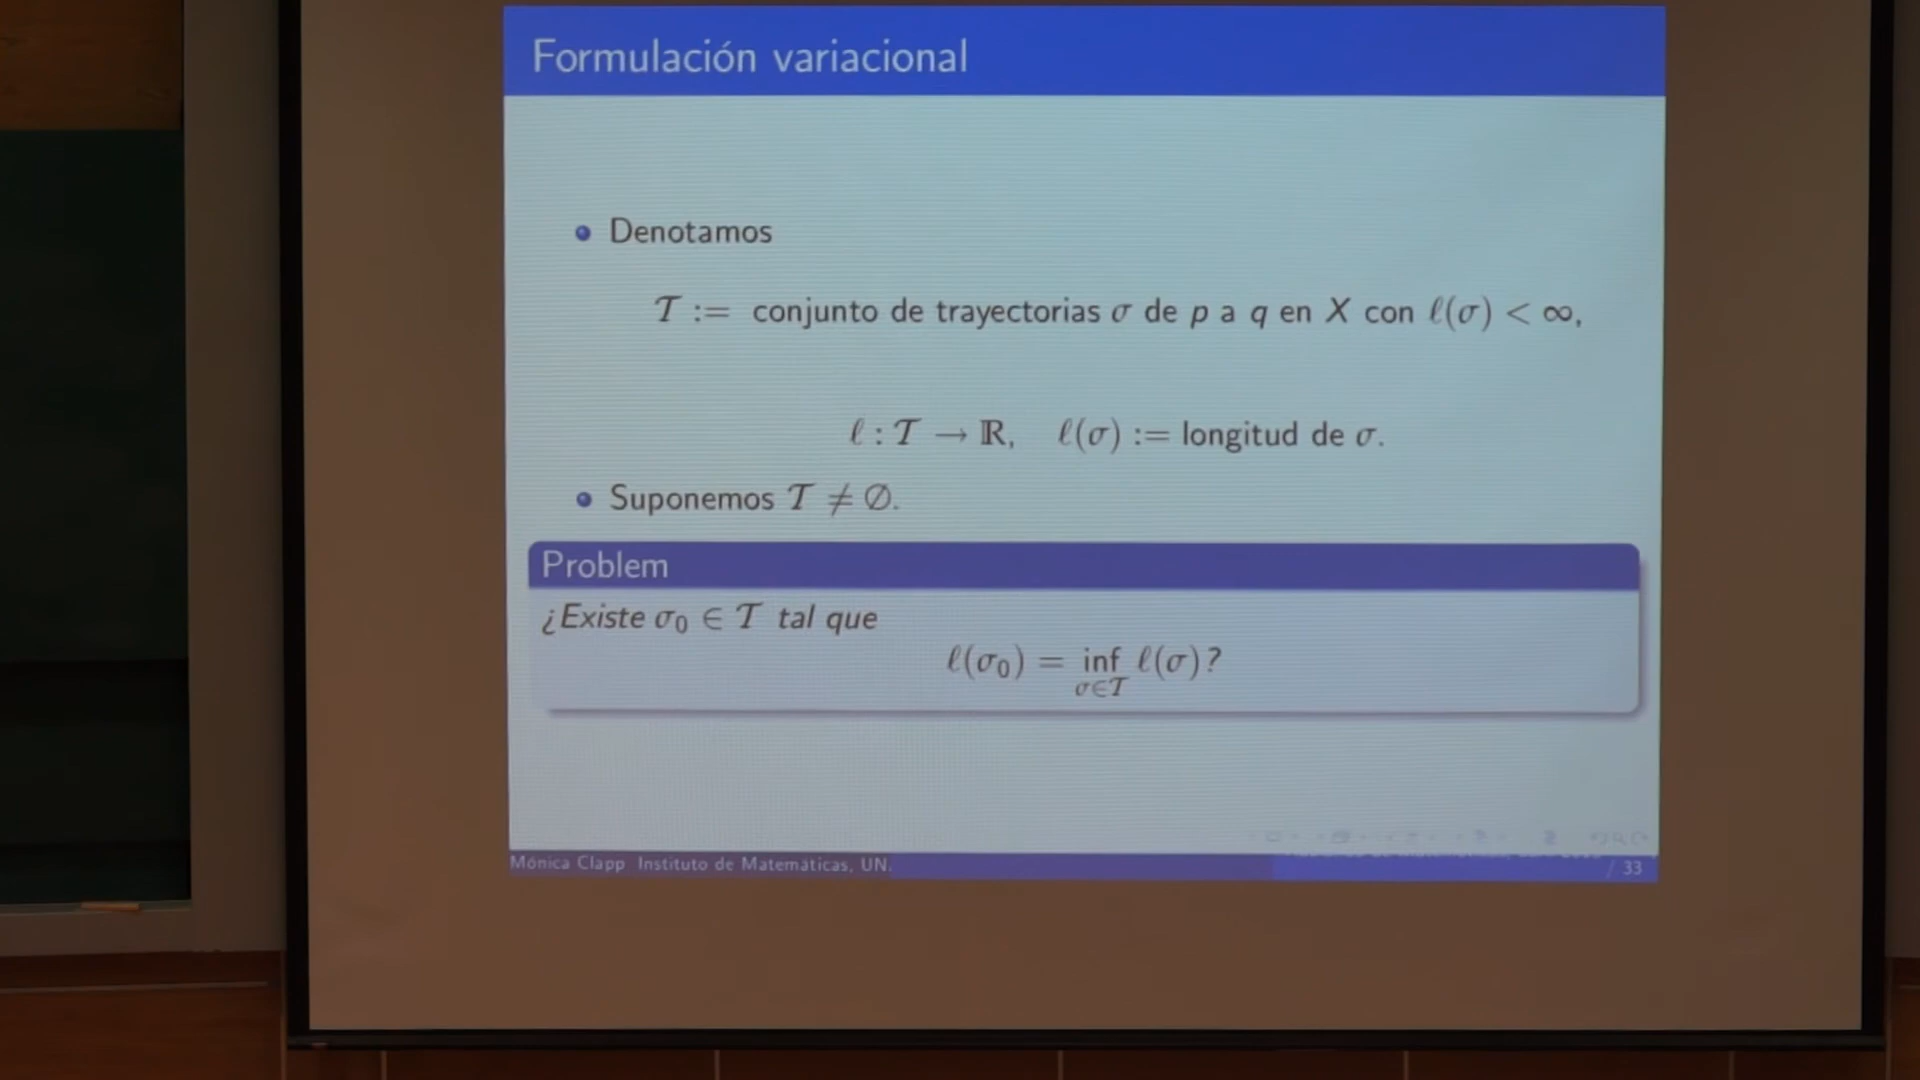 Formulación variacional
Denotamos
𝒯 := conjunto de trayectorias σ de p a q en X con ℓ(σ) < ∞,
ℓ : 𝒯 → ℝ, ℓ(σ) := longitud de σ.
Suponemos 𝒯 ≠ ∅.
Problem
¿Existe σ₀ ∈ 𝒯 tal que
ℓ(σ₀) = inf ℓ(σ)?
σ∈𝒯
Mónica Clapp Instituto de Matemáticas, UN.
/ 33